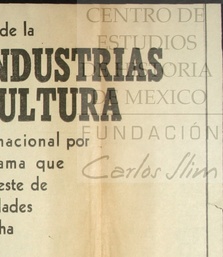 de la
NDUSTRIAS
ULTURA
nacional por
ama que
este de
dades
ha
CENTRO DE
ESTUDIOS
DE HISTORIA
DE MEXICO
FUNDACIÓN
Carlos Slim